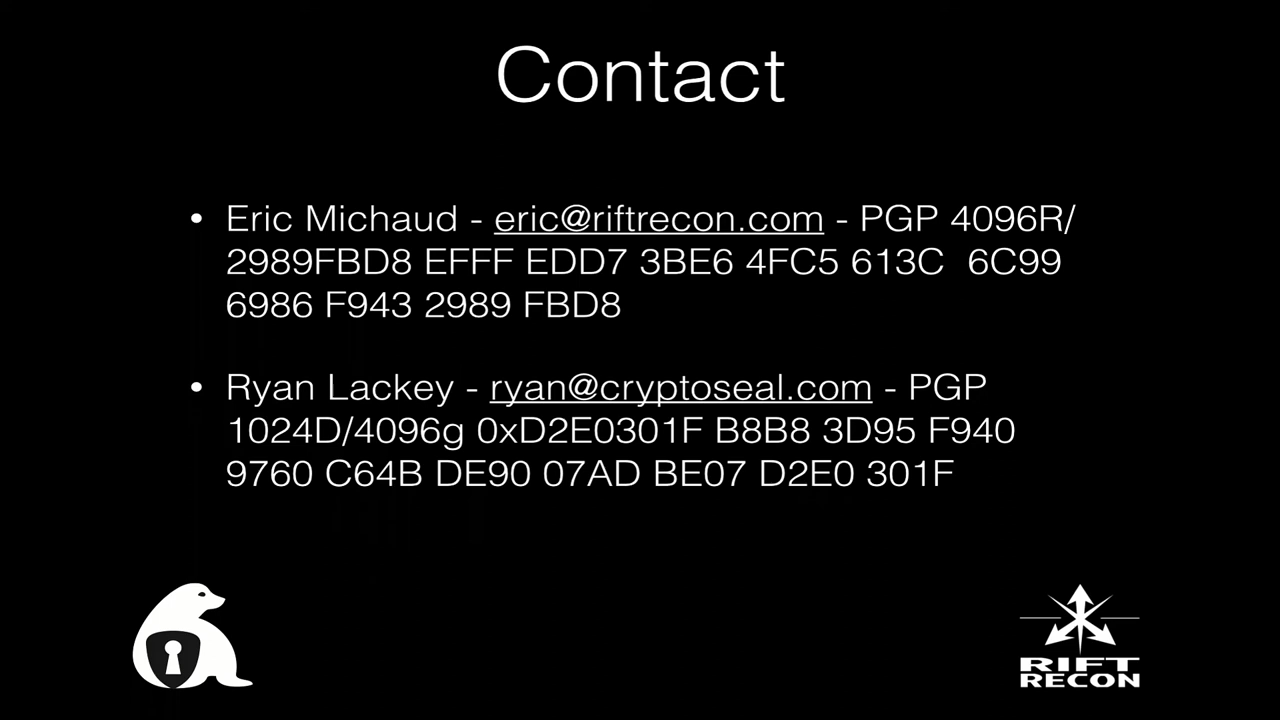 Contact
• Eric Michaud - eric@riftrecon.com - PGP 4096R/
2989FBD8 EFFF EDD7 3BE6 4FC5 613C  6C99
6986 F943 2989 FBD8
• Ryan Lackey - ryan@cryptoseal.com - PGP
1024D/4096g 0xD2E0301F B8B8 3D95 F940
9760 C64B DE90 07AD BE07 D2E0 301F
RIFT
RECON